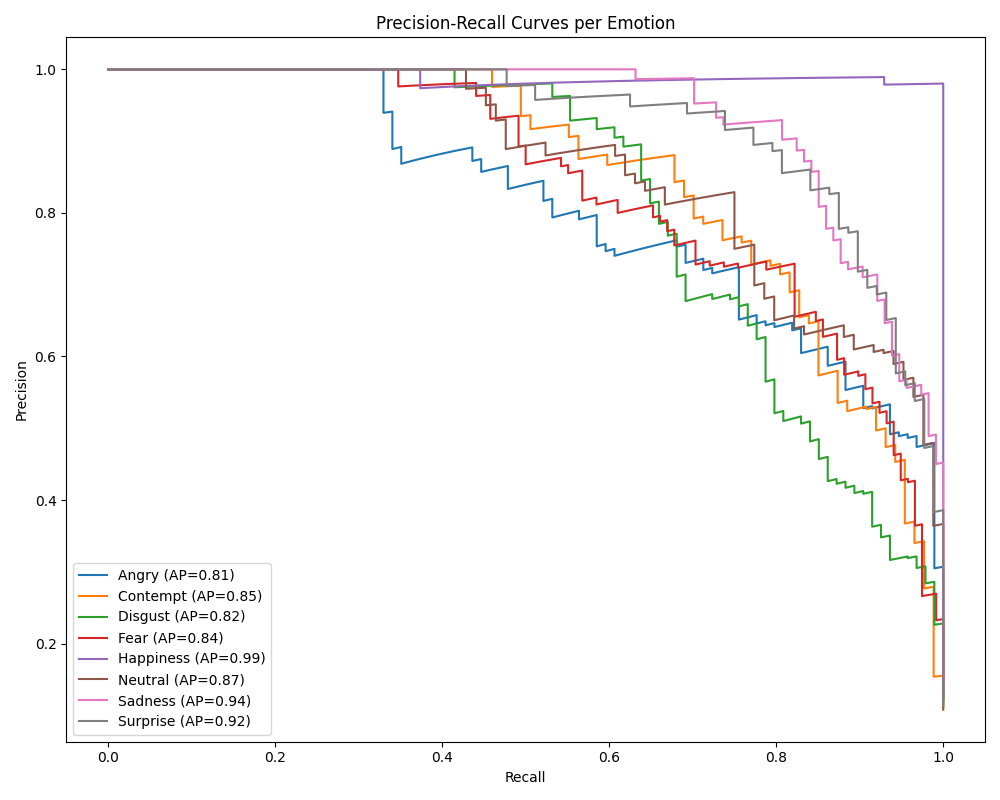 Precision-Recall Curves per Emotion
1.0
0.8
0.6
0.4
0.2
Precision
Angry (AP=0.81)
Contempt (AP=0.85)
Disgust (AP=0.82)
Fear (AP=0.84)
Happiness (AP=0.99)
Neutral (AP=0.87)
Sadness (AP=0.94)
Surprise (AP=0.92)
0.0 0.2 0.4 0.6 0.8 1.0
Recall